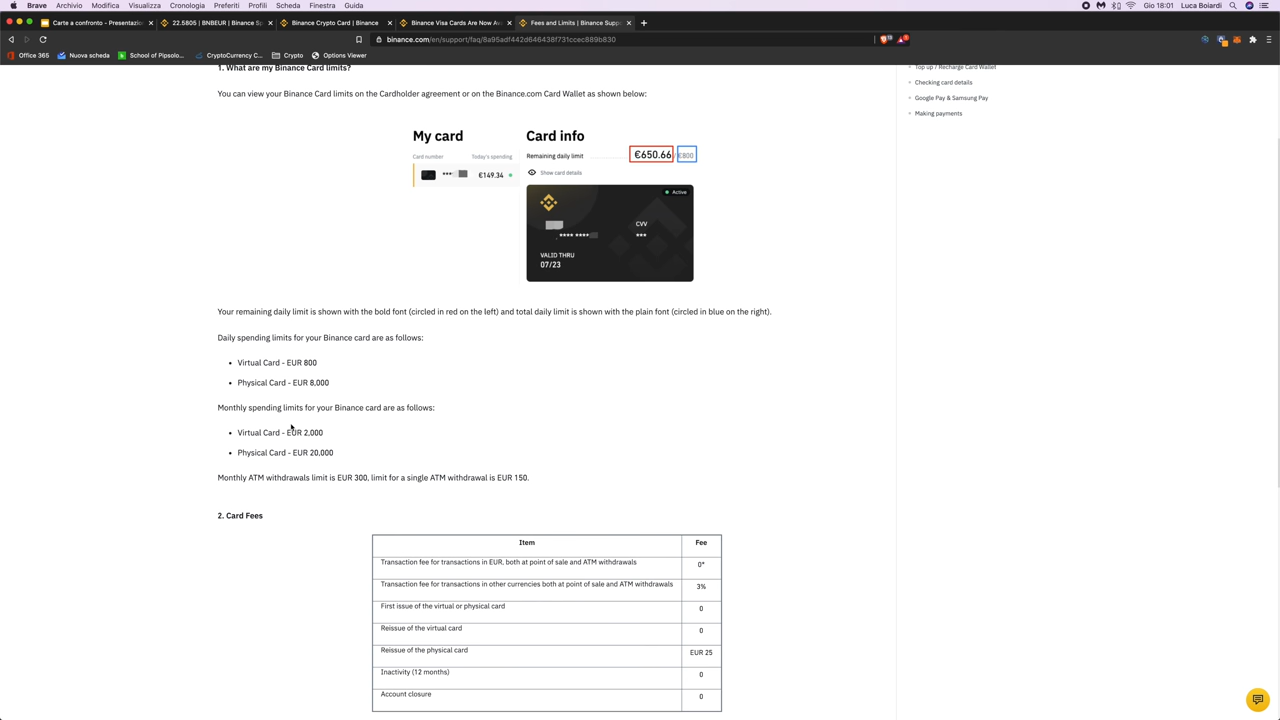 Brave Archivio Modifica Visualizza Cronologia Preferiti Profili Scheda Finestra Guida Gio 18:01 Luca Boiardi
Carte a confronto - Presentazio 22.5805 | BNBEUR | Binance Sp Binance Crypto Card | Binance Binance Visa Cards Are Now Av Fees and Limits | Binance Suppo
binance.com/en/support/faq/8a95adf442d646438f731ccec889b830
Office 365 Nuova scheda School of Pipsolo... CryptoCurrency C... Crypto Options Viewer
1. What are my Binance Card limits?
Top up / Recharge Card Wallet
Checking card details
Google Pay & Samsung Pay
Making payments
You can view your Binance Card limits on the Cardholder agreement or on the Binance.com Card Wallet as shown below:
My card
Card number Today's spending
*** €149.34
Card info
Remaining daily limit €650.66 / €800
Show card details
Active
CVV
**** **** ***
VALID THRU
07/23
Your remaining daily limit is shown with the bold font (circled in red on the left) and total daily limit is shown with the plain font (circled in blue on the right).
Daily spending limits for your Binance card are as follows:
• Virtual Card - EUR 800
• Physical Card - EUR 8,000
Monthly spending limits for your Binance card are as follows:
• Virtual Card - EUR 2,000
• Physical Card - EUR 20,000
Monthly ATM withdrawals limit is EUR 300, limit for a single ATM withdrawal is EUR 150.
2. Card Fees
Item Fee
Transaction fee for transactions in EUR, both at point of sale and ATM withdrawals 0*
Transaction fee for transactions in other currencies both at point of sale and ATM withdrawals 3%
First issue of the virtual or physical card 0
Reissue of the virtual card 0
Reissue of the physical card EUR 25
Inactivity (12 months) 0
Account closure 0